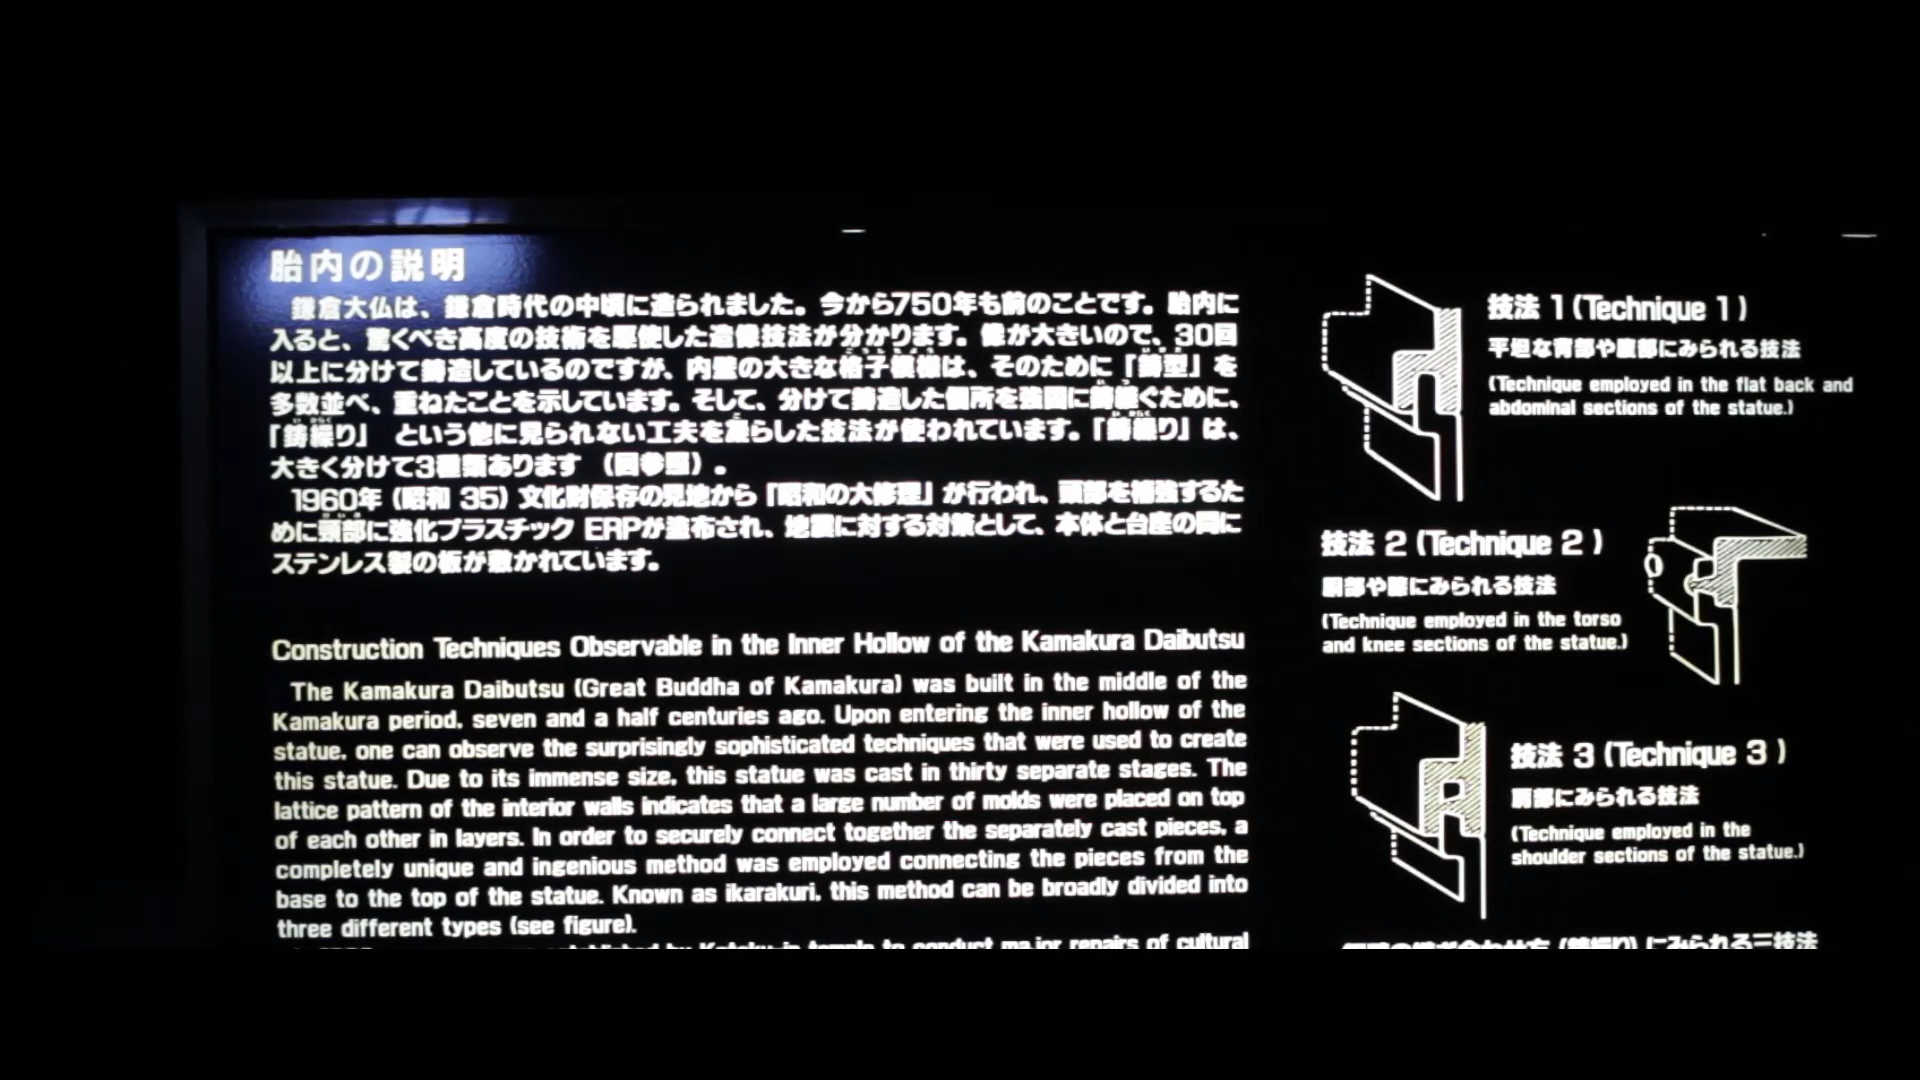 胎内の説明
鎌倉大仏は、鎌倉時代の中頃に造られました。今から750年も前のことです。胎内に
入ると、驚くべき高度の技術を駆使した造像技法が分かります。像が大きいので、30回
以上に分けて鋳造しているのですが、内壁の大きな格子模様は、そのために「鋳型」を
多数並べ、重ねたことを示しています。そして、分けて鋳造した個所を強固に鋳繰ぐために、
「鋳繰り」 という他に見られない工夫を凝らした技法が使われています。「鋳繰り」は、
大きく分けて3種類あります （図参照）。
1960年（昭和 35）文化財保存の見地から「昭和の大修理」が行われ、頭部を補強するた
めに頸部に強化プラスチック ERPが塗布され、地震に対する対策として、本体と台座の間に
ステンレス製の板が敷かれています。
Construction Techniques Observable in the Inner Hollow of the Kamakura Daibutsu
The Kamakura Daibutsu (Great Buddha of Kamakura) was built in the middle of the
Kamakura period, seven and a half centuries ago. Upon entering the inner hollow of the
statue, one can observe the surprisingly sophisticated techniques that were used to create
this statue. Due to its immense size, this statue was cast in thirty separate stages. The
lattice pattern of the interior walls indicates that a large number of molds were placed on top
of each other in layers. In order to securely connect together the separately cast pieces, a
completely unique and ingenious method was employed connecting the pieces from the
base to the top of the statue. Known as ikarakuri, this method can be broadly divided into
three different types (see figure).
by Kotoku-in temple to conduct major repairs of cultural
技法 1 (Technique 1)
平坦な背部や腹部にみられる技法
(Technique employed in the flat back and
abdominal sections of the statue.)
技法 2 (Technique 2)
胴部や膝にみられる技法
(Technique employed in the torso
and knee sections of the statue.)
技法 3 (Technique 3)
肩部にみられる技法
(Technique employed in the
shoulder sections of the statue.)
（鋳繰り）にみられる三技法